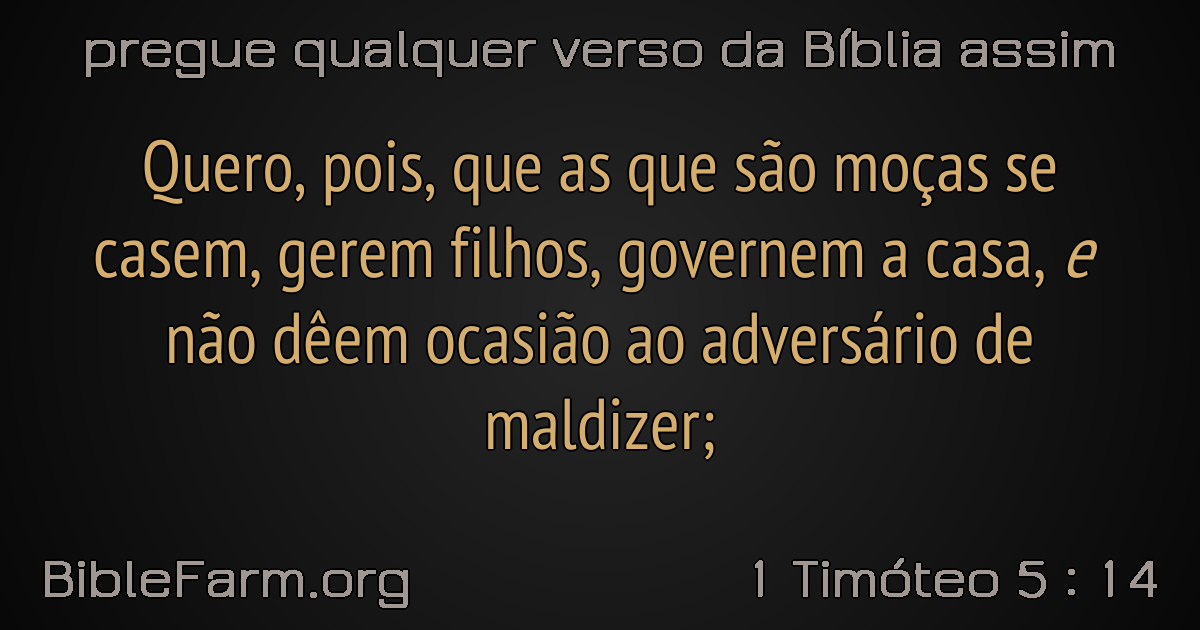 pregue qualquer verso da Bíblia assim
Quero, pois, que as que são moças se
casem, gerem filhos, governem a casa, e
não dêem ocasião ao adversário de
maldizer;
BibleFarm.org
1 Timóteo 5 : 14